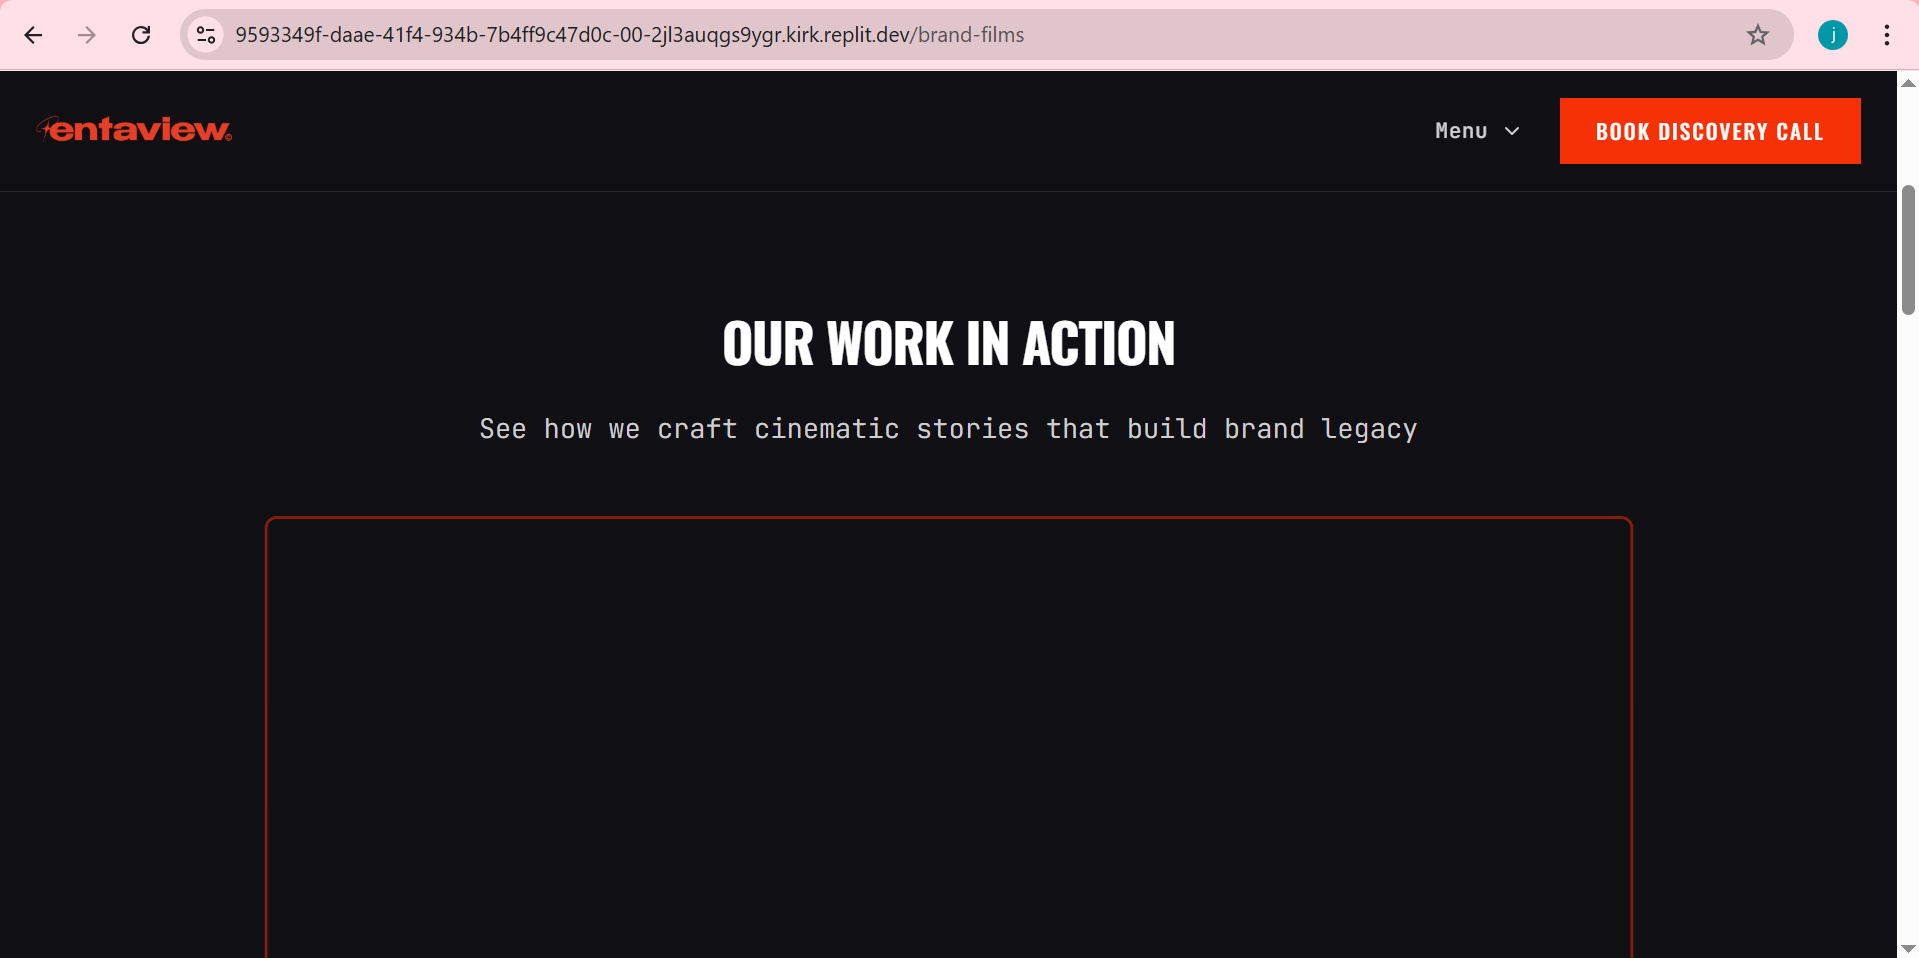 9593349f-daae-41f4-934b-7b4ff9c47d0c-00-2jl3auqgs9ygr.kirk.replit.dev/brand-films
j
entaview.©
Menu
BOOK DISCOVERY CALL
OUR WORK IN ACTION
See how we craft cinematic stories that build brand legacy